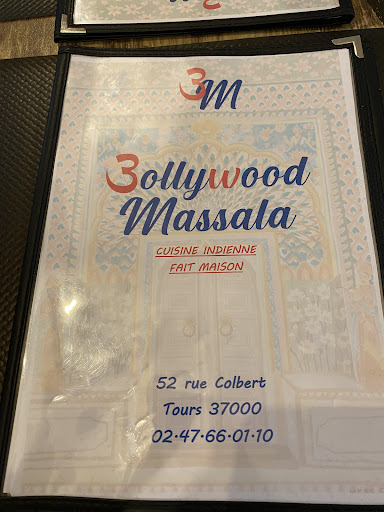 3M
3ollywood
Massala
CUISINE INDIENNE
FAIT MAISON
52 rue Colbert
Tours 37000
02·47·66·01·10